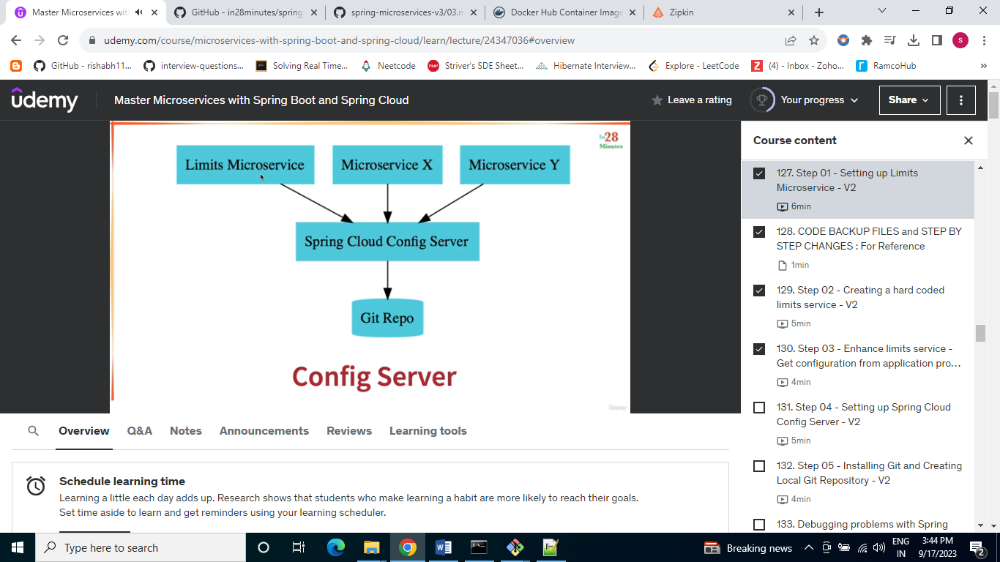 Master Microservices wit
GitHub - in28minutes/spring
spring-microservices-v3/03.m
Docker Hub Container Image
Zipkin
udemy.com/course/microservices-with-spring-boot-and-spring-cloud/learn/lecture/24347036#overview
S
GitHub - rishabh11...
interview-questions...
Solving Real Time...
Neetcode
TUF
Striver's SDE Sheet...
Hibernate Interview...
Explore - LeetCode
Z
(4) - Inbox - Zoho...
r
RamcoHub
»
ûdemy
Master Microservices with Spring Boot and Spring Cloud
Leave a rating
Your progress
Share
In28
Minutes
Limits Microservice
Microservice X
Microservice Y
Spring Cloud Config Server
Git Repo
Config Server
Udemy
Course content
127. Step 01 - Setting up Limits
Microservice - V2
6min
128. CODE BACKUP FILES and STEP BY
STEP CHANGES : For Reference
1min
129. Step 02 - Creating a hard coded
limits service - V2
5min
130. Step 03 - Enhance limits service -
Get configuration from application pro...
4min
131. Step 04 - Setting up Spring Cloud
Config Server - V2
5min
132. Step 05 - Installing Git and Creating
Local Git Repository - V2
4min
133. Debugging problems with Spring
Overview
Q&A
Notes
Announcements
Reviews
Learning tools
Schedule learning time
Learning a little each day adds up. Research shows that students who make learning a habit are more likely to reach their goals.
Set time aside to learn and get reminders using your learning scheduler.
Type here to search
Breaking news
ENG
IN
3:44 PM
9/17/2023
2